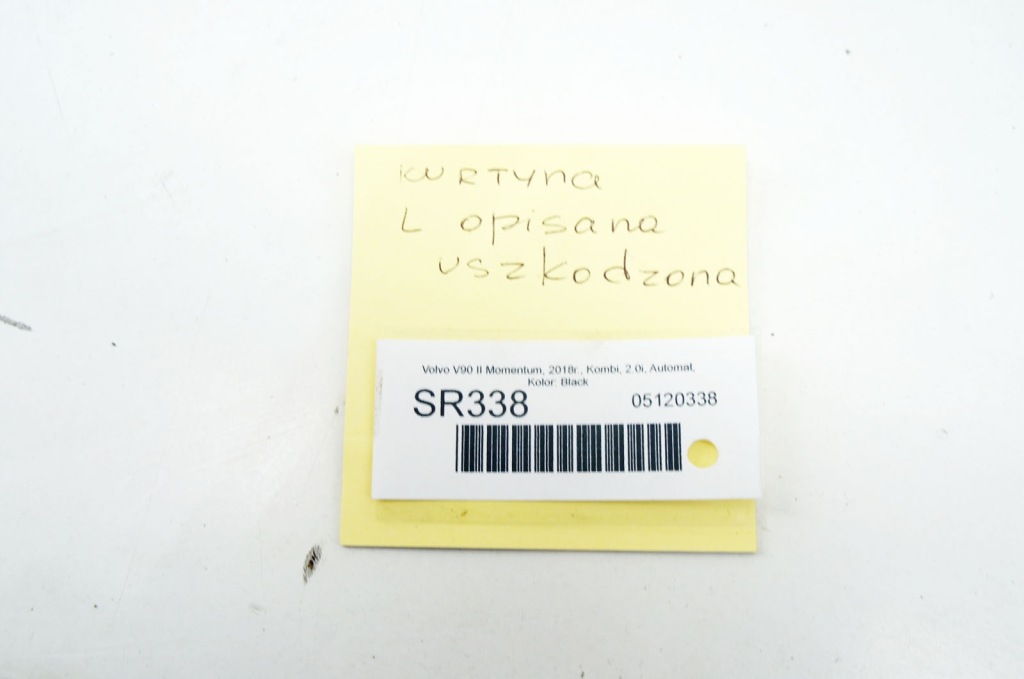 KURTYna
L opisana
uszkodzona
Volvo V90 II Momentum, 2018r., Kombi, 2.0i, Automat,
Kolor: Black
SR338 05120338